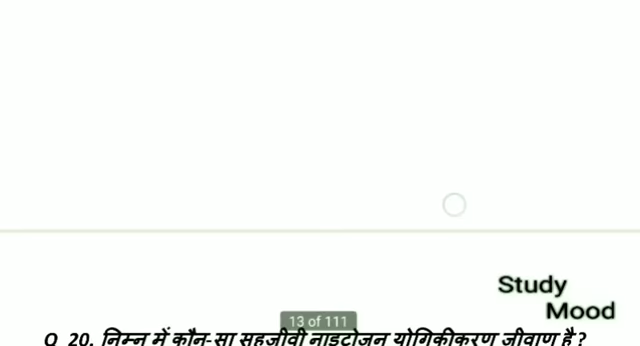 Study
Mood
13 of 111
Q 20. निम्न में कौन-सा सहजीवी नाइट्रोजन यौगिकीकरण जीवाणु है ?